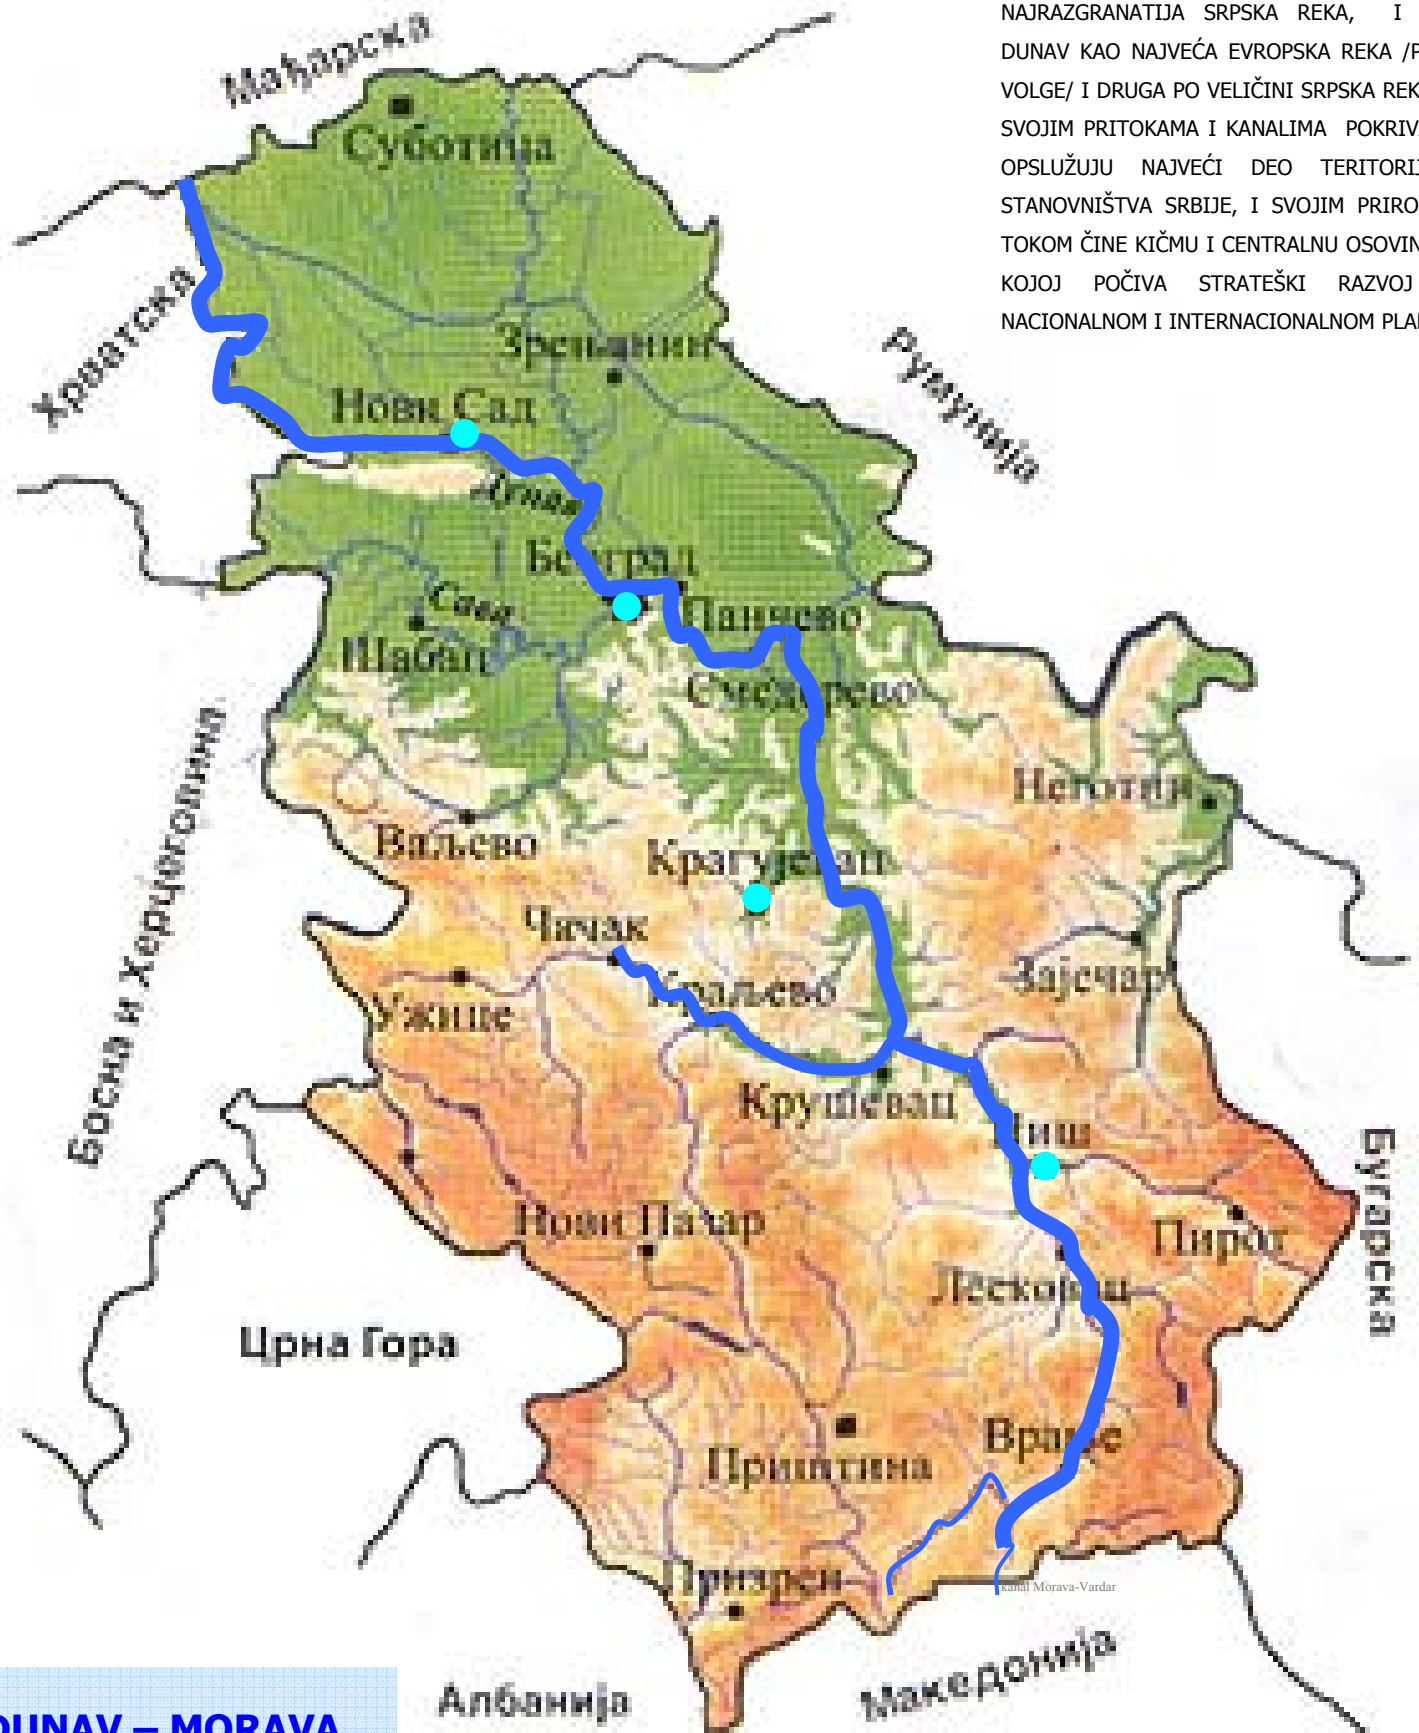 NAJRAZGRANATIJA SRPSKA REKA, I
DUNAV KAO NAJVEĆA EVROPSKA REKA /P
VOLGE/ I DRUGA PO VELIČINI SRPSKA REK
SVOJIM PRITOKAMA I KANALIMA POKRIV
OPSLUŽUJU NAJVEĆI DEO TERITORIJ
STANOVNIŠTVA SRBIJE, I SVOJIM PRIRO
TOKOM ČINE KIČMU I CENTRALNU OSOVIN
KOJOJ POČIVA STRATEŠKI RAZVOJ
NACIONALNOM I INTERNACIONALNOM PLA
Мађарска
Суботица
Хрватска
Зрењанин
румунија
Нови Сад
Дунав
Београд
Сава
Панчево
Шабац
Смедерево
Босна и Херцеговина
Неготин
Ваљево
Крагујевац
Чачак
Краљево
Зајечар
Ужице
Крушевац
Ниш
Бугарска
Нови Пазар
Пирот
Лесковац
Црна Гора
Врање
Приштина
Призрен
kanal Morava-Vardar
Македонија
Албанија
DUNAV – MORAVA